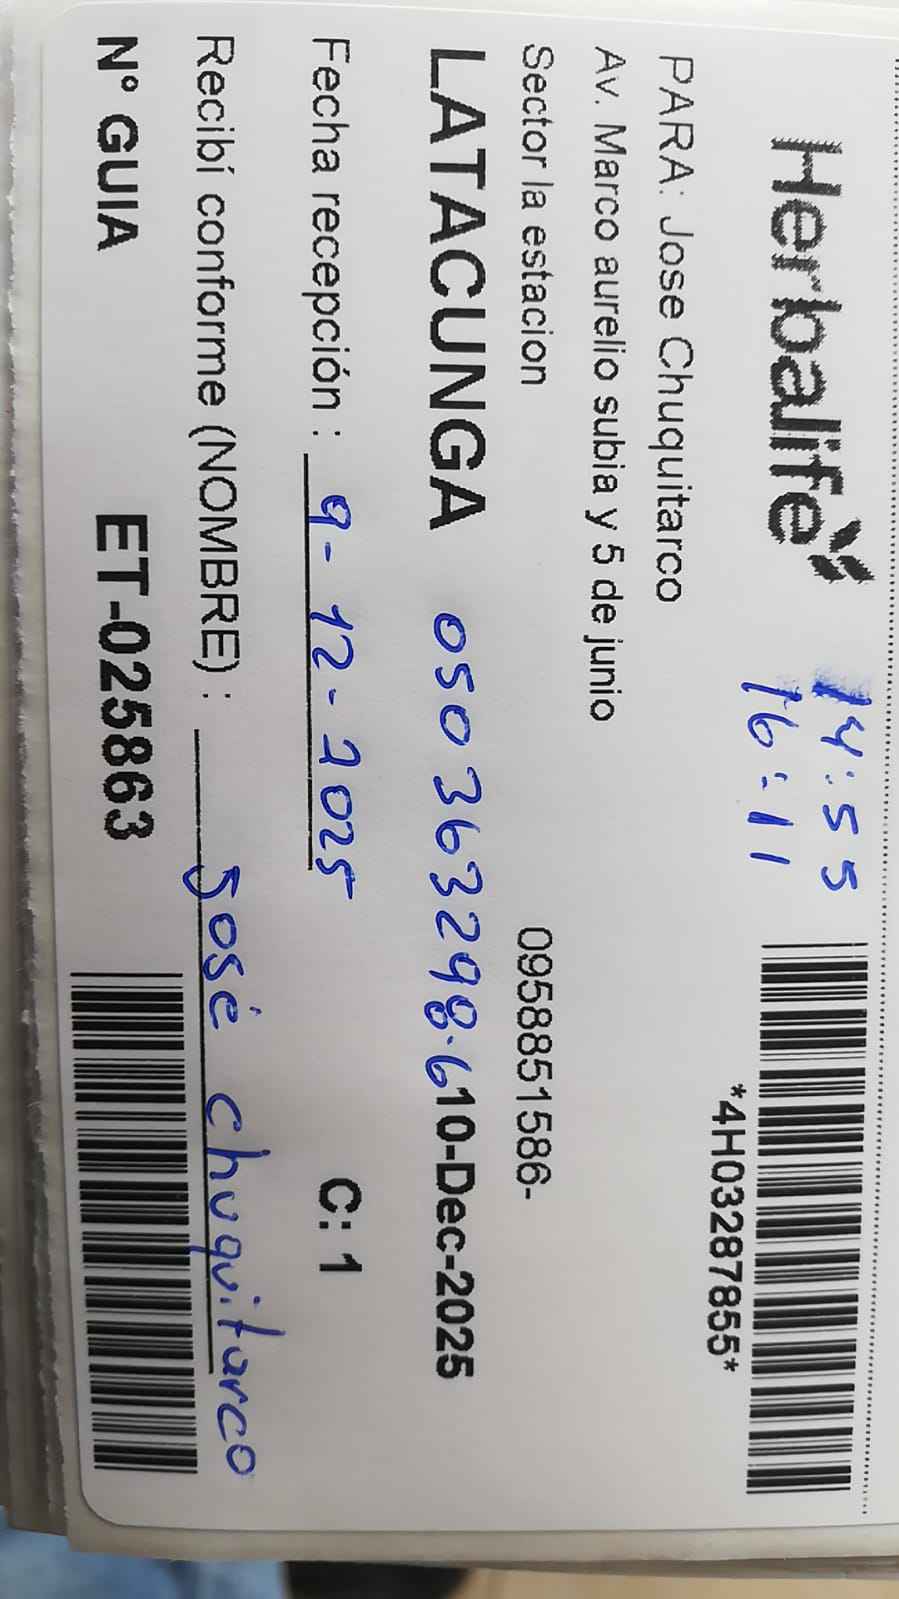 Herbalife
14:55
16:11
*4H03287855*
PARA: Jose Chuquitarco
Av. Marco aurelio subia y 5 de junio
Sector la estacion 0958851586-
LATACUNGA 050363298-6 10-Dec-2025
Fecha recepción : 9-12-2025 C: 1
Recibí conforme (NOMBRE) : José chuquitarco
N° GUIA ET-025863